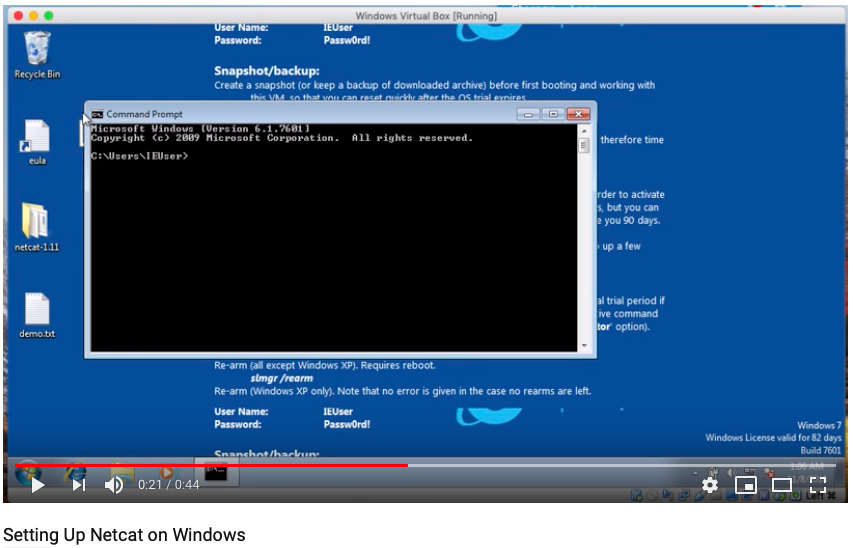 Windows Virtual Box [Running]
User Name: IEUser
Password: Passw0rd!
Recycle Bin
Snapshot/backup:
Create a snapshot (or keep a backup of downloaded archive) before first booting and working with
this VM, so that you can reset quickly after the OS trial expires
Command Prompt
Microsoft Windows [Version 6.1.7601]
Copyright (c) 2009 Microsoft Corporation. All rights reserved.
therefore time
C:\Users\IEUser>
eula
rder to activate
s, but you can
e you 90 days.
netcat-1.11
up a few
al trial period if
ive command
tor' option).
demo.txt
Re-arm (all except Windows XP). Requires reboot.
slmgr /rearm
Re-arm (Windows XP only). Note that no error is given in the case no rearms are left.
User Name: IEUser
Password: Passw0rd!
Windows 7
Windows License valid for 82 days
Build 7601
Snapshot/backup:
1:06 AM
0:21 / 0:44
Left ⌘
Setting Up Netcat on Windows